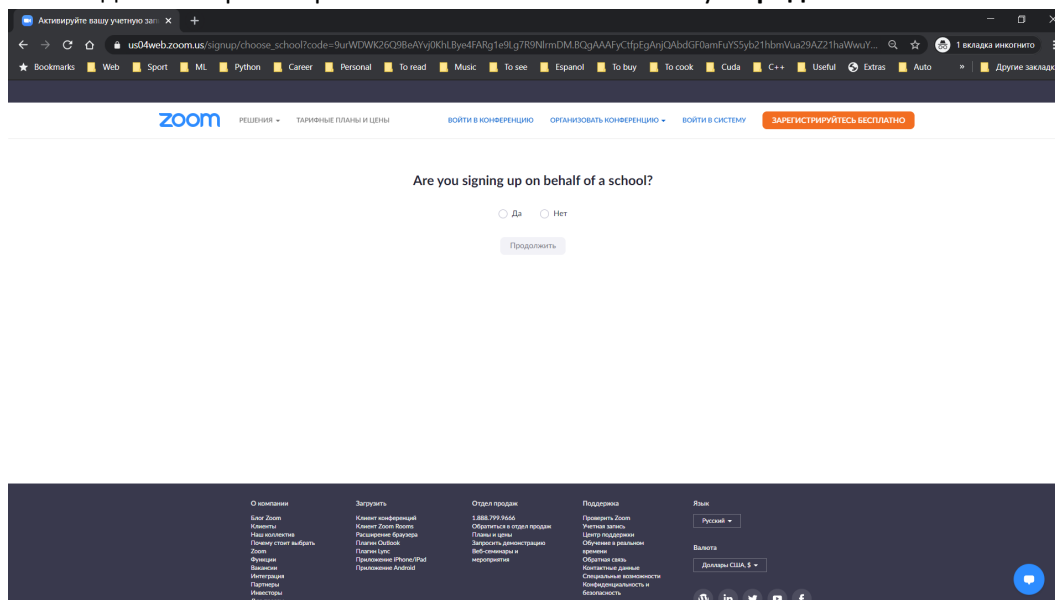 Активируйте вашу учетную зап
us04web.zoom.us/signup/choose_school?code=9urWDWK26Q9BeAYvj0KhLBye4FARg1e9Lg7R9NlrmDM.BQgAAAFyCtfpEgAnjQAbdGF0amFuYS5yb21hbmVua29AZ21haWwuY...
1 вкладка инкогнито
Bookmarks Web Sport ML Python Career Personal To read Music To see Espanol To buy To cook Cuda C++ Useful Extras Auto » Другие закладк
zoom РЕШЕНИЯ ТАРИФНЫЕ ПЛАНЫ И ЦЕНЫ ВОЙТИ В КОНФЕРЕНЦИЮ ОРГАНИЗОВАТЬ КОНФЕРЕНЦИЮ ВОЙТИ В СИСТЕМУ ЗАРЕГИСТРИРУЙТЕСЬ БЕСПЛАТНО
Are you signing up on behalf of a school?
Да Нет
Продолжить
О компании
Блог Zoom
Клиенты
Наш коллектив
Почему стоит выбрать
Zoom
Функции
Вакансии
Интеграция
Партнеры
Инвесторы
Загрузить
Клиент конференций
Клиент Zoom Rooms
Расширение браузера
Плагин Outlook
Плагин Lync
Приложение iPhone/iPad
Приложение Android
Отдел продаж
1.888.799.9666
Обратиться в отдел продаж
Планы и цены
Запросить демонстрацию
Веб-семинары и
мероприятия
Поддержка
Проверить Zoom
Учетная запись
Центр поддержки
Обучение в реальном
времени
Обратная связь
Контактные данные
Специальные возможности
Конфиденциальность и
безопасность
Язык
Русский
Валюта
Доллары США, $